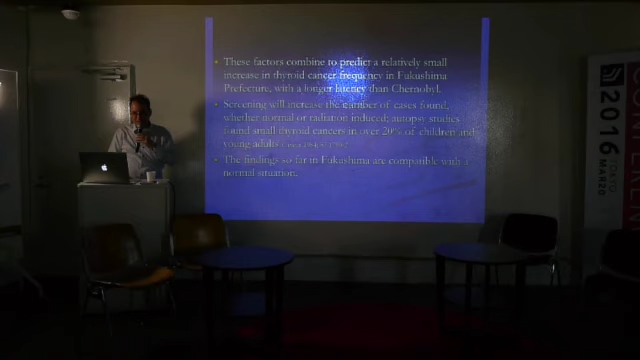 These factors combine to predict a relatively small
increase in thyroid cancer frequency in Fukushima
Prefecture, with a longer latency than Chernobyl.
Screening will increase the number of cases found,
whether normal or radiation induced; autopsy studies
found small thyroid cancers in over 20% of children and
young adults
The findings so far in Fukushima are compatible with a
normal situation.
2016
TOKYO
MAR20